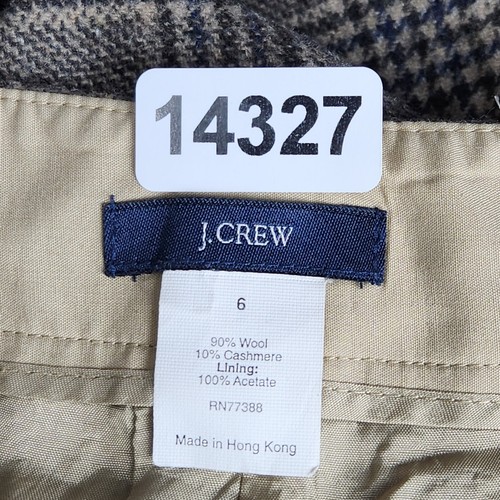 14327
J.CREW
6
90% Wool
10% Cashmere
Lining:
100% Acetate
RN77388
Made in Hong Kong